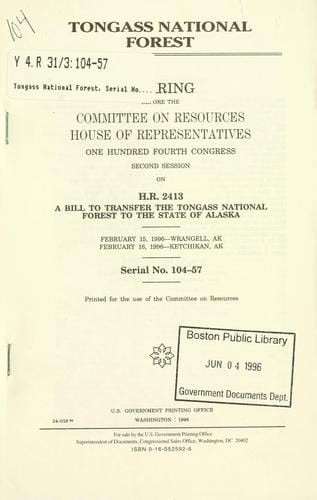 104
TONGASS NATIONAL
FOREST
Y 4. R 31/3: 104-57
Tongass National Forest, Serial No.... RING
ORE THE
COMMITTEE ON RESOURCES
HOUSE OF REPRESENTATIVES
ONE HUNDRED FOURTH CONGRESS
SECOND SESSION
ON
H.R. 2413
A BILL TO TRANSFER THE TONGASS NATIONAL
FOREST TO THE STATE OF ALASKA
FEBRUARY 15, 1996—WRANGELL, AK
FEBRUARY 16, 1996—KETCHIKAN, AK
Serial No. 104–57
Printed for the use of the Committee on Resources
Boston Public Library
JUN 04 1996
Government Documents Dept.
U.S. GOVERNMENT PRINTING OFFICE
24-018 WASHINGTON : 1996
For sale by the U.S. Government Printing Office
Superintendent of Documents, Congressional Sales Office, Washington, DC 20402
ISBN 0-16-052592-6